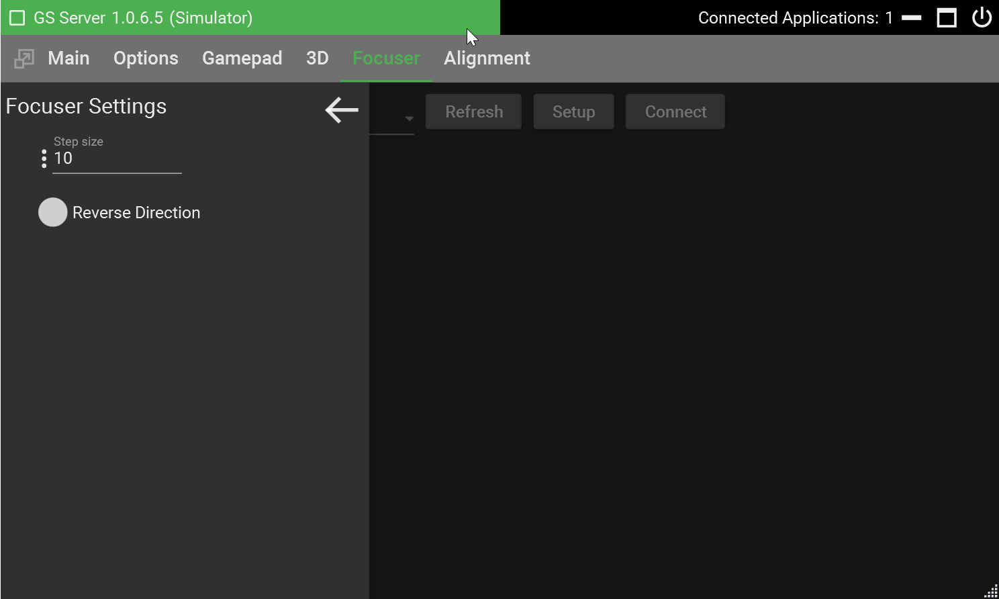 GS Server 1.0.6.5 (Simulator) Connected Applications: 1
Main Options Gamepad 3D Focuser Alignment
Focuser Settings Refresh Setup Connect
Step size
10
Reverse Direction